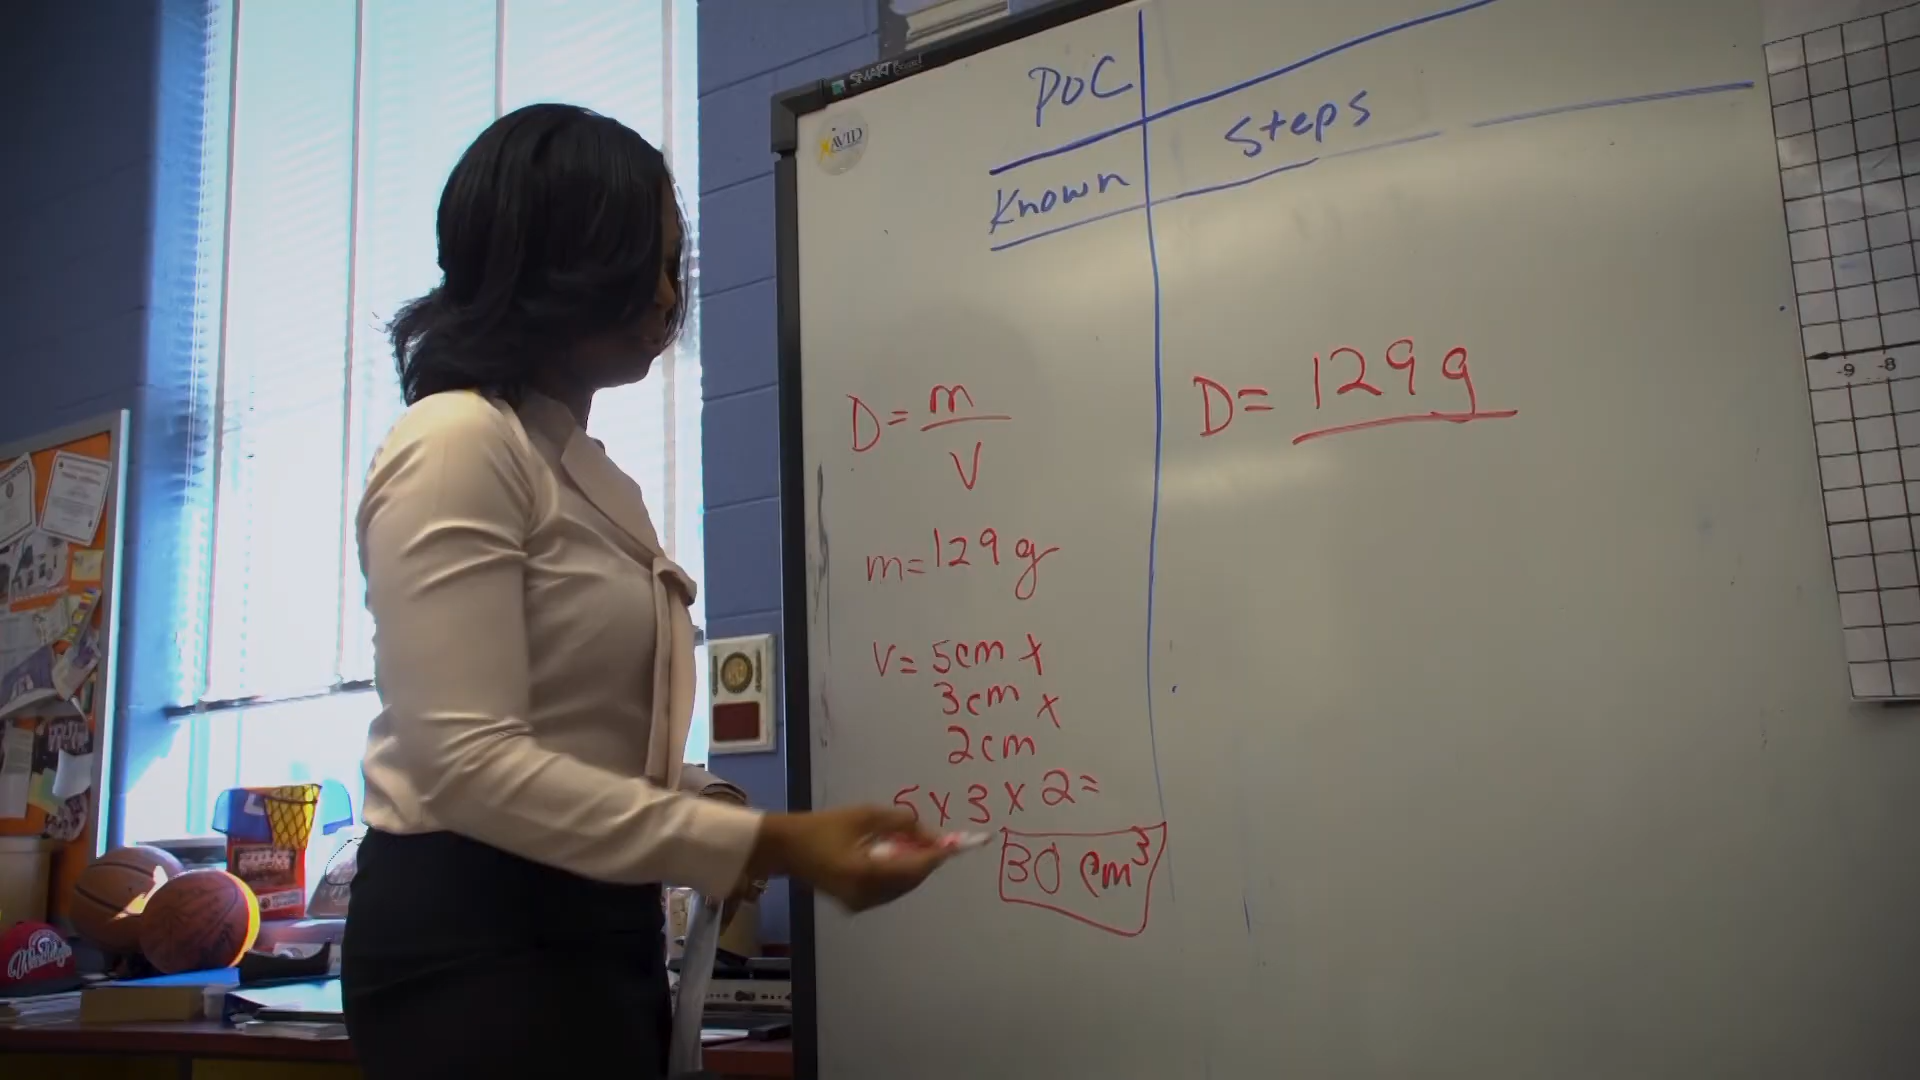 SMART
AVID
POC
Steps
Known
D = m
V
D = 129 g
m = 129 g
V = 5cm x
3cm x
2cm
5 x 3 x 2 =
30 cm³
-9 -8